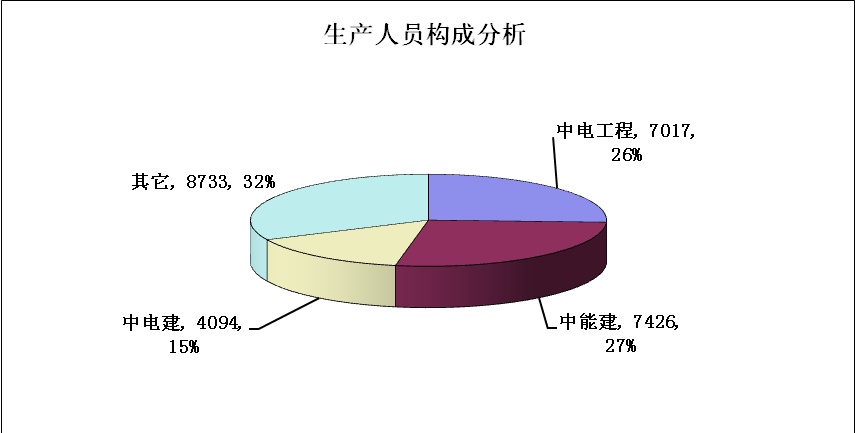 生产人员构成分析
中电工程, 7017,
26%
其它, 8733, 32%
中电建, 4094,
15%
中能建, 7426,
27%